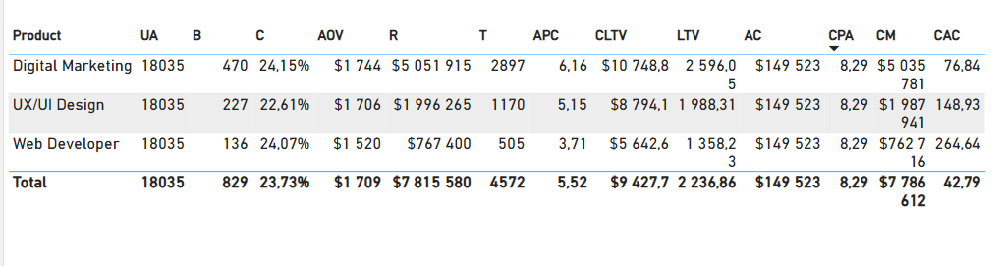 Product UA B C AOV R T APC CLTV LTV AC CPA CM CAC
Digital Marketing 18035 470 24,15% $1 744 $5 051 915 2897 6,16 $10 748,8 2 596,0 $149 523 8,29 $5 035 76,84
5 781
UX/UI Design 18035 227 22,61% $1 706 $1 996 265 1170 5,15 $8 794,1 1 988,31 $149 523 8,29 $1 987 148,93
941
Web Developer 18035 136 24,07% $1 520 $767 400 505 3,71 $5 642,6 1 358,2 $149 523 8,29 $762 7 264,64
3 16
Total 18035 829 23,73% $1 709 $7 815 580 4572 5,52 $9 427,7 2 236,86 $149 523 8,29 $7 786 42,79
612